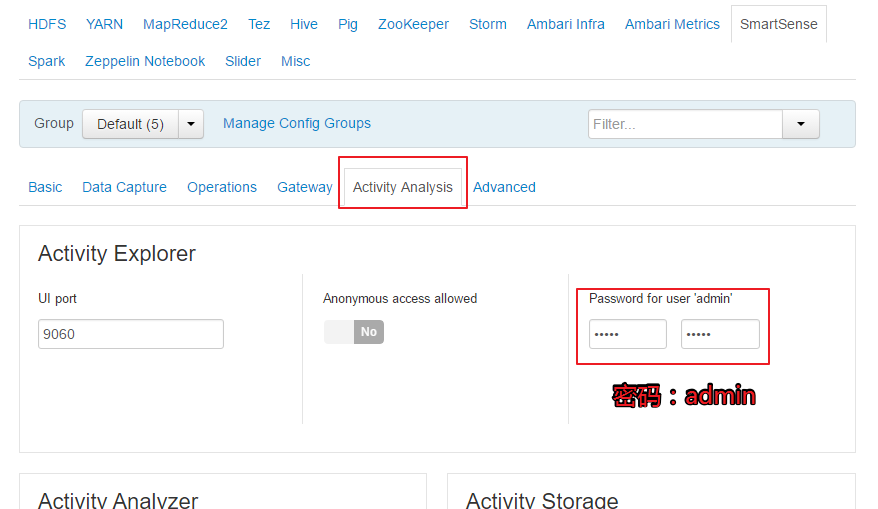 HDFS YARN MapReduce2 Tez Hive Pig ZooKeeper Storm Ambari Infra Ambari Metrics SmartSense
Spark Zeppelin Notebook Slider Misc
Group Default (5) Manage Config Groups Filter...
Basic Data Capture Operations Gateway Activity Analysis Advanced
Activity Explorer
UI port Anonymous access allowed Password for user 'admin'
9060 No ••••• •••••
密码：admin
Activity Analyzer Activity Storage